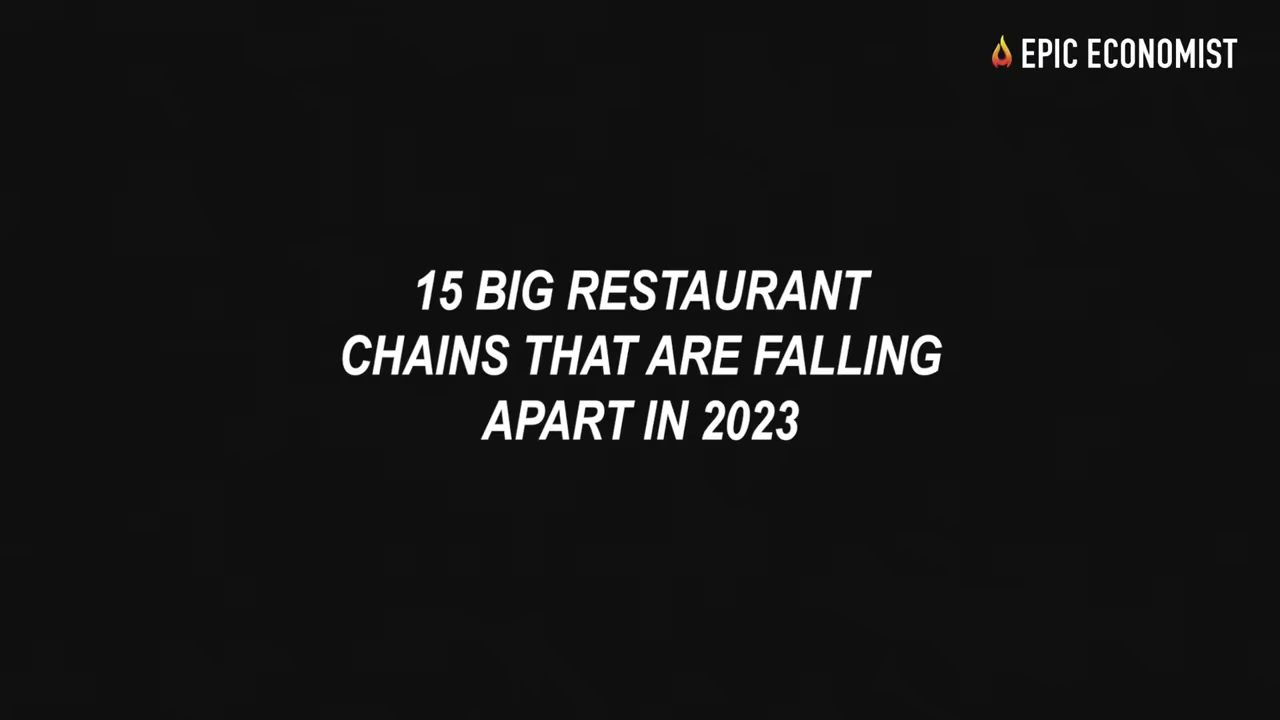 EPIC ECONOMIST
15 BIG RESTAURANT
CHAINS THAT ARE FALLING
APART IN 2023